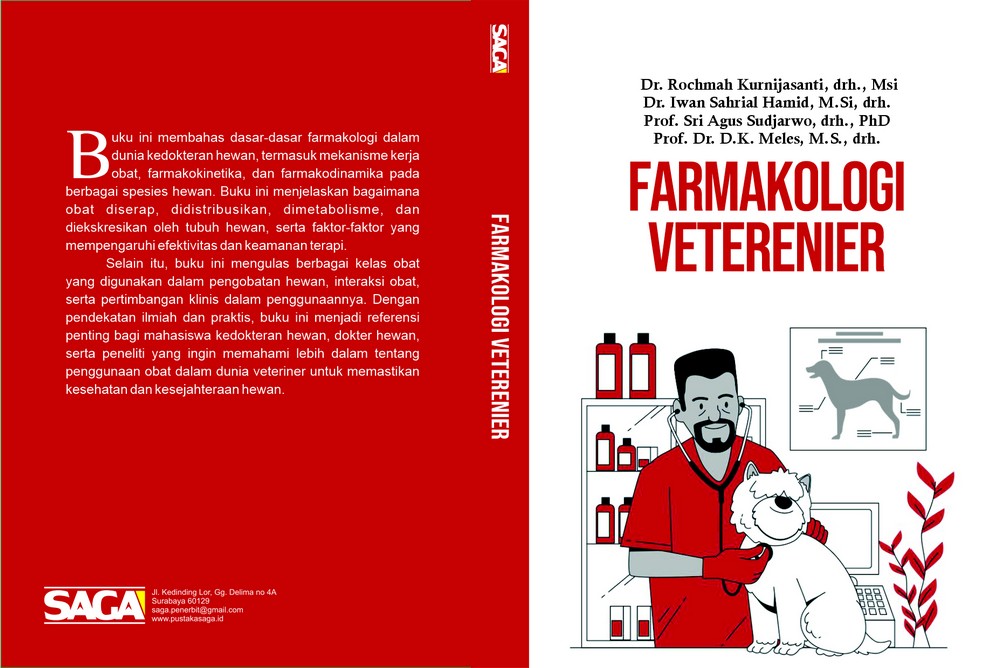 Buku ini membahas dasar-dasar farmakologi dalam
dunia kedokteran hewan, termasuk mekanisme kerja
obat, farmakokinetika, dan farmakodinamika pada
berbagai spesies hewan. Buku ini menjelaskan bagaimana
obat diserap, didistribusikan, dimetabolisme, dan
diekskresikan oleh tubuh hewan, serta faktor-faktor yang
mempengaruhi efektivitas dan keamanan terapi.
Selain itu, buku ini mengulas berbagai kelas obat
yang digunakan dalam pengobatan hewan, interaksi obat,
serta pertimbangan klinis dalam penggunaannya. Dengan
pendekatan ilmiah dan praktis, buku ini menjadi referensi
penting bagi mahasiswa kedokteran hewan, dokter hewan,
serta peneliti yang ingin memahami lebih dalam tentang
penggunaan obat dalam dunia veteriner untuk memastikan
kesehatan dan kesejahteraan hewan.
SAGA
Jl. Kedinding Lor, Gg. Delima no 4A
Surabaya 60129
saga.penerbit@gmail.com
www.pustakasaga.id
SAGA
FARMAKOLOGI VETERENIER
Dr. Rochmah Kurnijasanti, drh., Msi
Dr. Iwan Sahrial Hamid, M.Si, drh.
Prof. Sri Agus Sudjarwo, drh., PhD
Prof. Dr. D.K. Meles, M.S., drh.
FARMAKOLOGI
VETERENIER